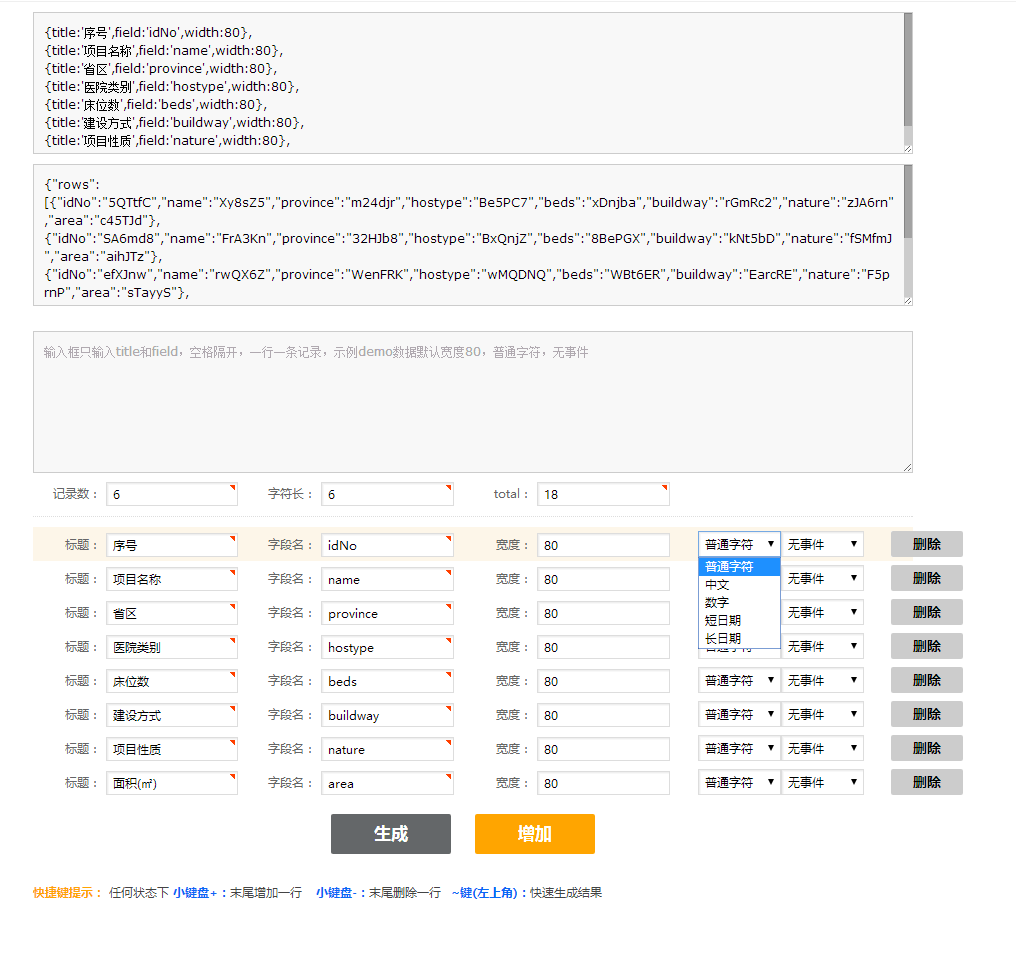 {title:'序号',field:'idNo',width:80},
{title:'项目名称',field:'name',width:80},
{title:'省区',field:'province',width:80},
{title:'医院类别',field:'hostype',width:80},
{title:'床位数',field:'beds',width:80},
{title:'建设方式',field:'buildway',width:80},
{title:'项目性质',field:'nature',width:80},
{"rows":
[{"idNo":"5QTtfC","name":"Xy8sZ5","province":"m24djr","hostype":"Be5PC7","beds":"xDnjba","buildway":"rGmRc2","nature":"zJA6rn"
,"area":"c45TJd"},
{"idNo":"SA6md8","name":"FrA3Kn","province":"32HJb8","hostype":"BxQnjZ","beds":"8BePGX","buildway":"kNt5bD","nature":"fSMfmJ
","area":"aihJTz"},
{"idNo":"efXJnw","name":"rwQX6Z","province":"WenFRK","hostype":"wMQDNQ","beds":"WBt6ER","buildway":"EarcRE","nature":"F5p
rnP","area":"sTayyS"},
输入框只输入title和field，空格隔开，一行一条记录，示例demo数据默认宽度80，普通字符，无事件
记录数： 6 字符长： 6 total： 18
标题： 序号 字段名： idNo 宽度： 80 普通字符 无事件 删除
普通字符
中文
数字
短日期
长日期
标题： 项目名称 字段名： name 宽度： 80 无事件 删除
标题： 省区 字段名： province 宽度： 80 无事件 删除
标题： 医院类别 字段名： hostype 宽度： 80 无事件 删除
标题： 床位数 字段名： beds 宽度： 80 普通字符 无事件 删除
标题： 建设方式 字段名： buildway 宽度： 80 普通字符 无事件 删除
标题： 项目性质 字段名： nature 宽度： 80 普通字符 无事件 删除
标题： 面积(㎡) 字段名： area 宽度： 80 普通字符 无事件 删除
生成 增加
快捷键提示： 任何状态下 小键盘+：末尾增加一行 小键盘-：末尾删除一行 ~键(左上角)：快速生成结果